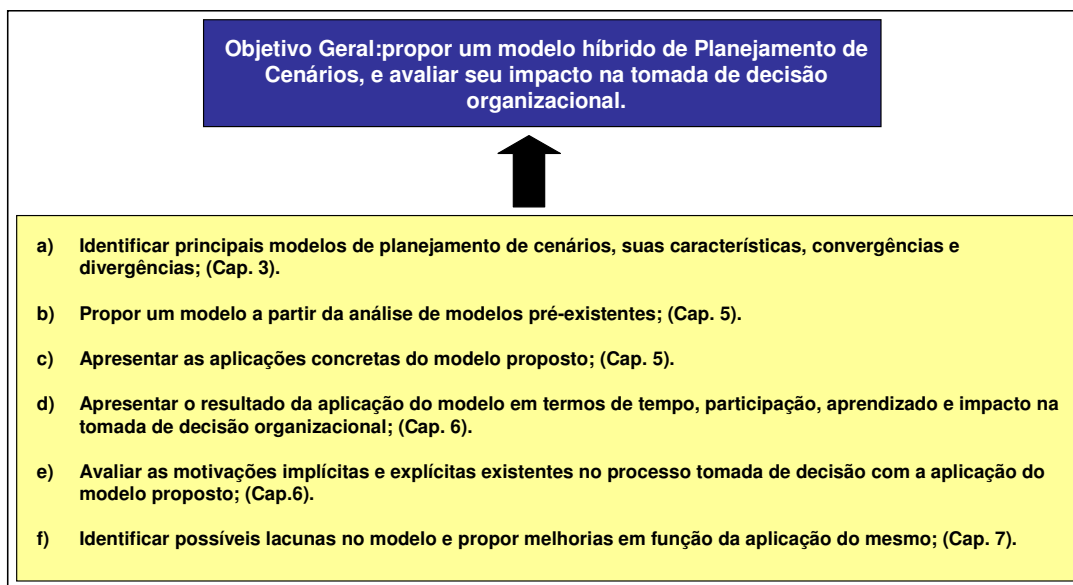 Objetivo Geral:propor um modelo híbrido de Planejamento de
Cenários, e avaliar seu impacto na tomada de decisão
organizacional.
a) Identificar principais modelos de planejamento de cenários, suas características, convergências e
divergências; (Cap. 3).
b) Propor um modelo a partir da análise de modelos pré-existentes; (Cap. 5).
c) Apresentar as aplicações concretas do modelo proposto; (Cap. 5).
d) Apresentar o resultado da aplicação do modelo em termos de tempo, participação, aprendizado e impacto na
tomada de decisão organizacional; (Cap. 6).
e) Avaliar as motivações implícitas e explícitas existentes no processo tomada de decisão com a aplicação do
modelo proposto; (Cap.6).
f) Identificar possíveis lacunas no modelo e propor melhorias em função da aplicação do mesmo; (Cap. 7).